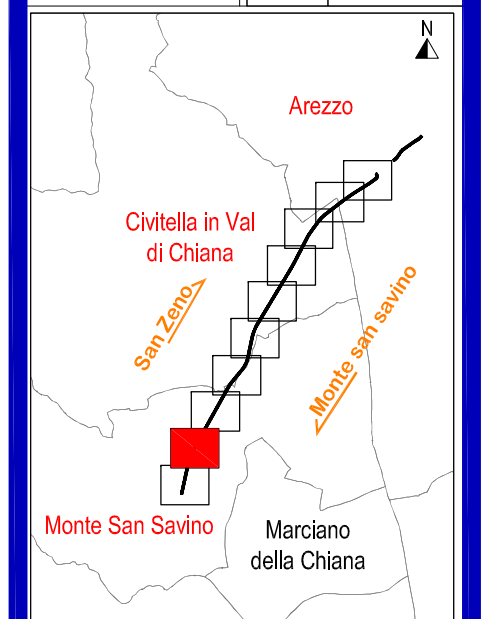 N
Arezzo
Civitella in Val
di Chiana
San Zeno
Monte san savino
Monte San Savino
Marciano
della Chiana